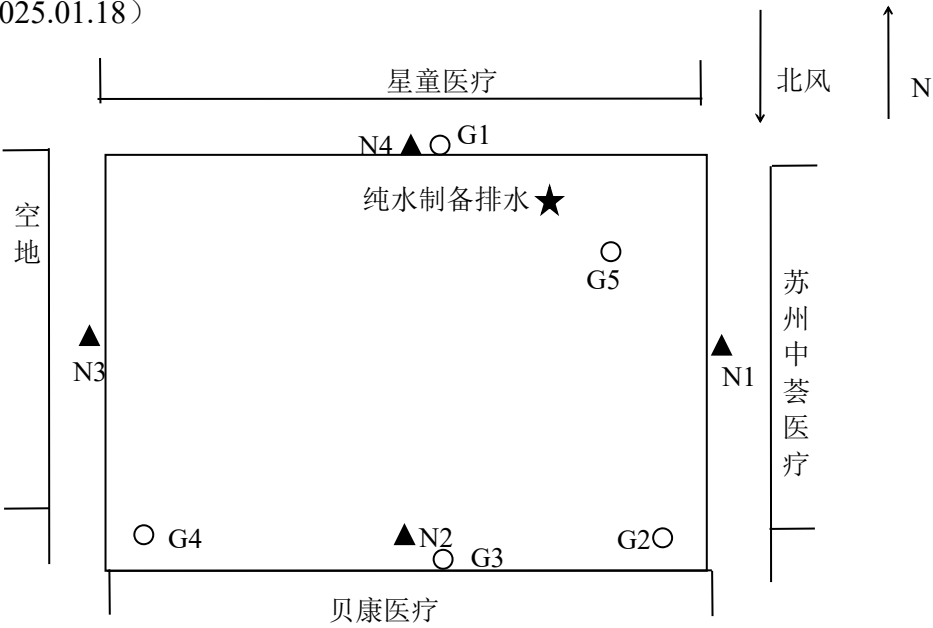 025.01.18）
星童医疗
北风
N
N4
G1
纯水制备排水
空地
G5
苏州中荟医疗
N3
N1
G4
N2
G3
G2
贝康医疗